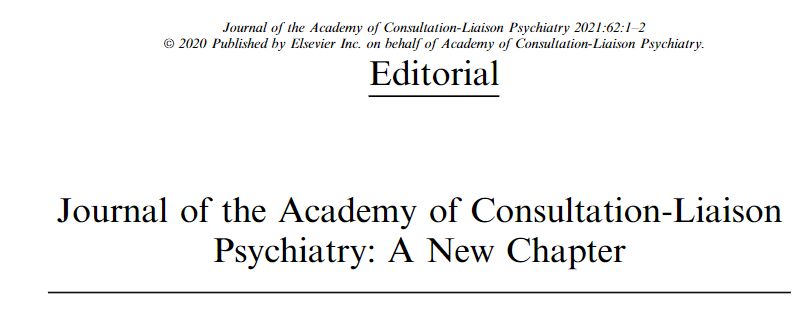 Journal of the Academy of Consultation-Liaison Psychiatry 2021:62:1–2
© 2020 Published by Elsevier Inc. on behalf of Academy of Consultation-Liaison Psychiatry.
Editorial
Journal of the Academy of Consultation-Liaison
Psychiatry: A New Chapter